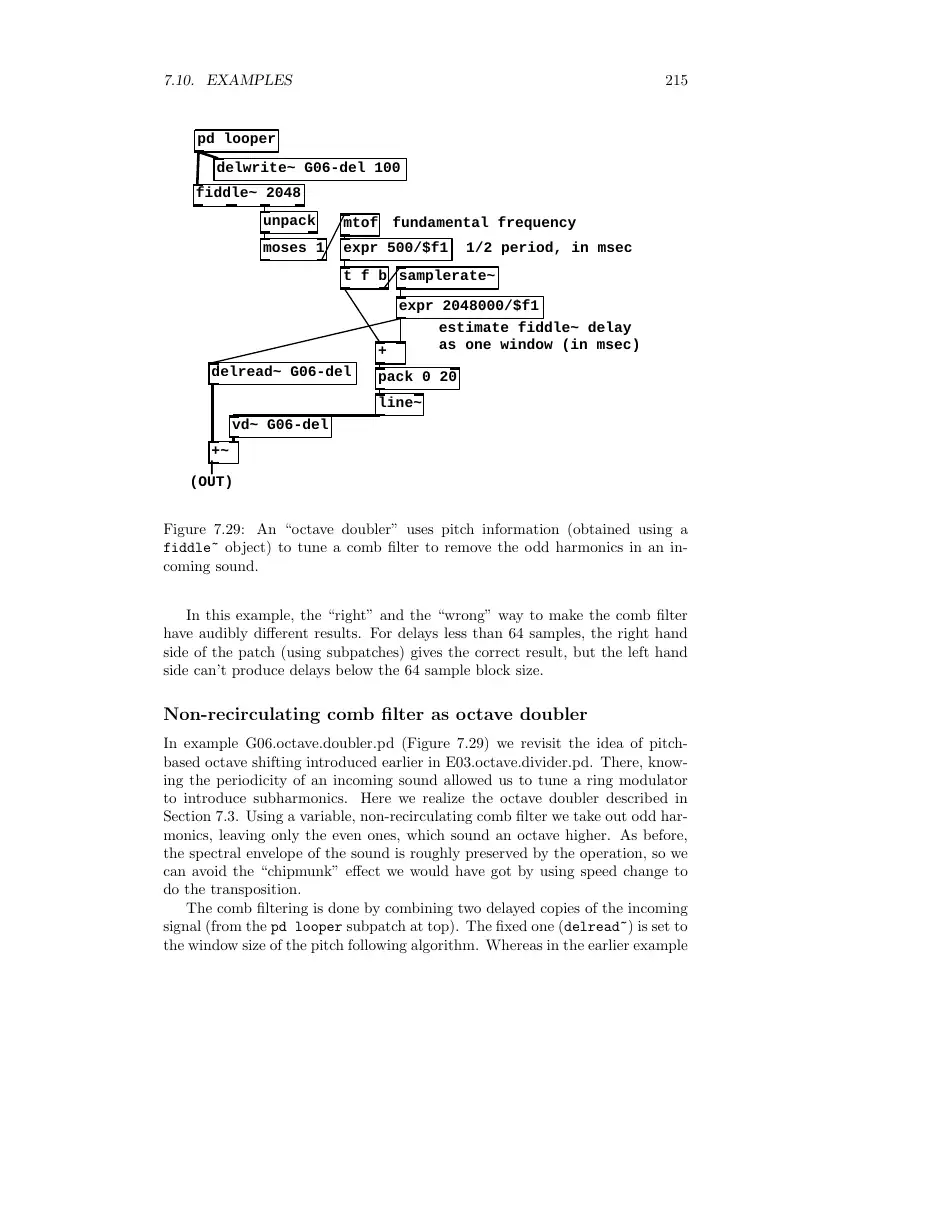 7.10. EXAMPLES 215
pd looper
delwrite~ G06-del 100
fiddle~ 2048
unpack
mtof fundamental frequency
moses 1
expr 500/$f1 1/2 period, in msec
t f b samplerate~
expr 2048000/$f1
estimate fiddle~ delay
as one window (in msec)
+
delread~ G06-del
pack 0 20
line~
vd~ G06-del
+~
(OUT)
Figure 7.29: An “octave doubler” uses pitch information (obtained using a
fiddle~ object) to tune a comb filter to remove the odd harmonics in an in-
coming sound.
In this example, the “right” and the “wrong” way to make the comb filter
have audibly different results. For delays less than 64 samples, the right hand
side of the patch (using subpatches) gives the correct result, but the left hand
side can’t produce delays below the 64 sample block size.
Non-recirculating comb filter as octave doubler
In example G06.octave.doubler.pd (Figure 7.29) we revisit the idea of pitch-
based octave shifting introduced earlier in E03.octave.divider.pd. There, know-
ing the periodicity of an incoming sound allowed us to tune a ring modulator
to introduce subharmonics. Here we realize the octave doubler described in
Section 7.3. Using a variable, non-recirculating comb filter we take out odd har-
monics, leaving only the even ones, which sound an octave higher. As before,
the spectral envelope of the sound is roughly preserved by the operation, so we
can avoid the “chipmunk” effect we would have got by using speed change to
do the transposition.
The comb filtering is done by combining two delayed copies of the incoming
signal (from the pd looper subpatch at top). The fixed one (delread~) is set to
the window size of the pitch following algorithm. Whereas in the earlier example